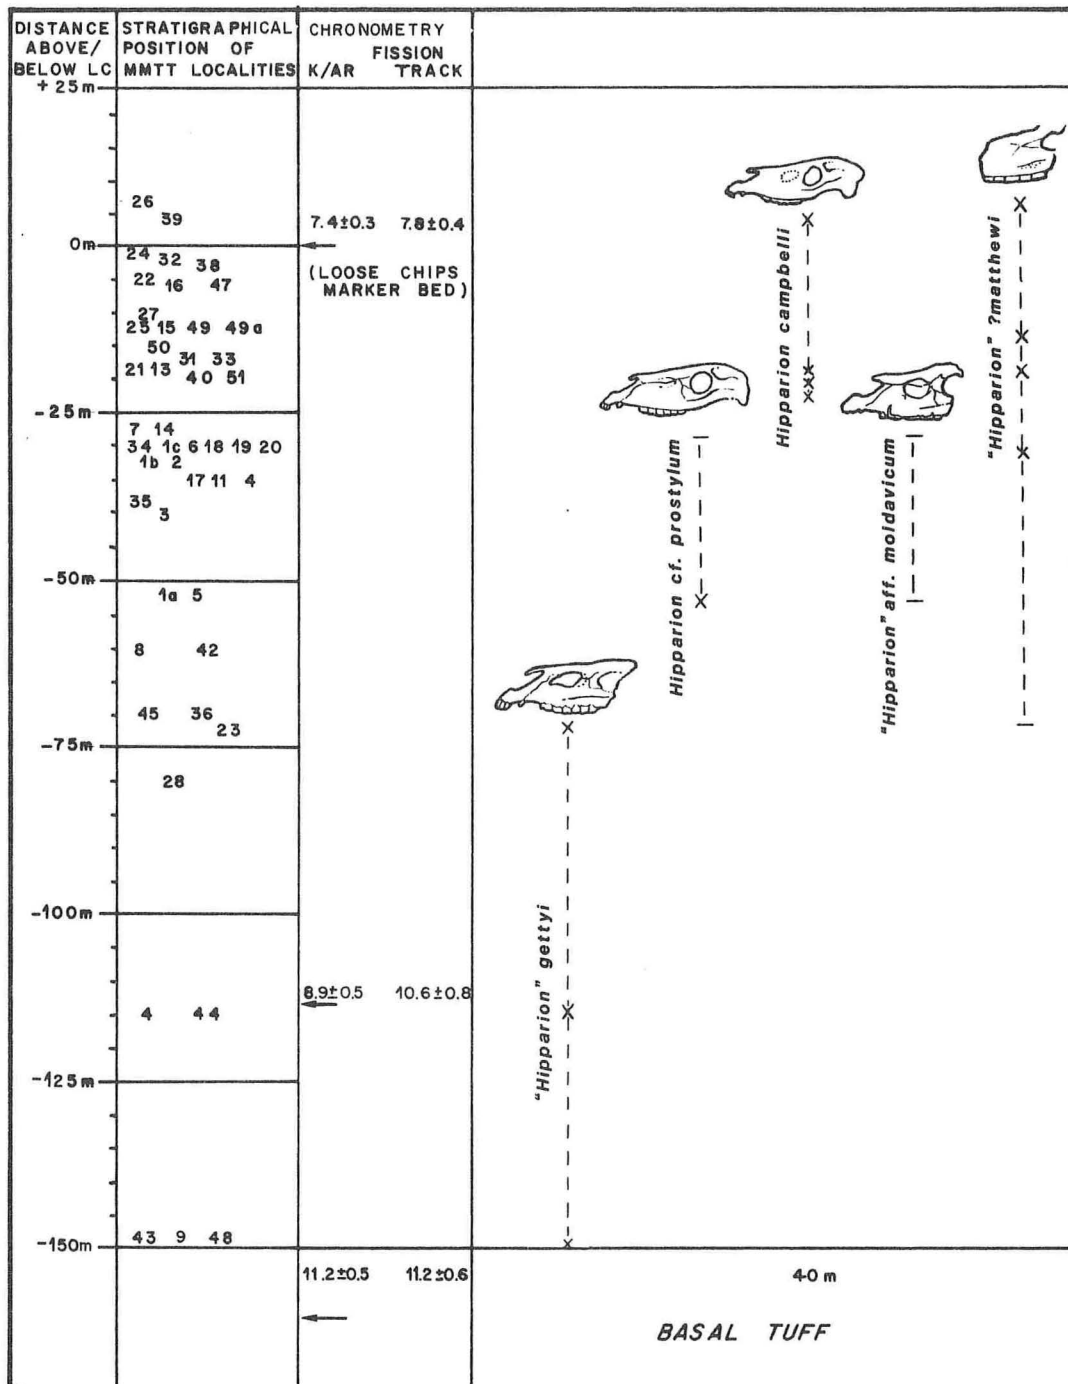 DISTANCE ABOVE/ BELOW LC
STRATIGRAPHICAL POSITION OF MMTT LOCALITIES
CHRONOMETRY
K/AR
FISSION TRACK
+25m
26
39
7.4±0.3 7.8±0.4
0m
24 32 38
(LOOSE CHIPS MARKER BED)
22 16 47
27
25 15 49 49a
50
31 33
21 13
40 51
-25m
7 14
34 1c 6 18 19 20
1b 2
17 11 4
35
3
-50m
1a 5
8 42
45 36
23
-75m
28
-100m
8.9±0.5 10.6±0.8
4 44
-125m
43 9 48
-150m
11.2±0.5 11.2±0.6
40 m
BASAL TUFF
"Hipparion" gettyi
Hipparion cf. prostylum
Hipparion campbelli
"Hipparion" aff. moldavicum
"Hipparion" ?matthewi